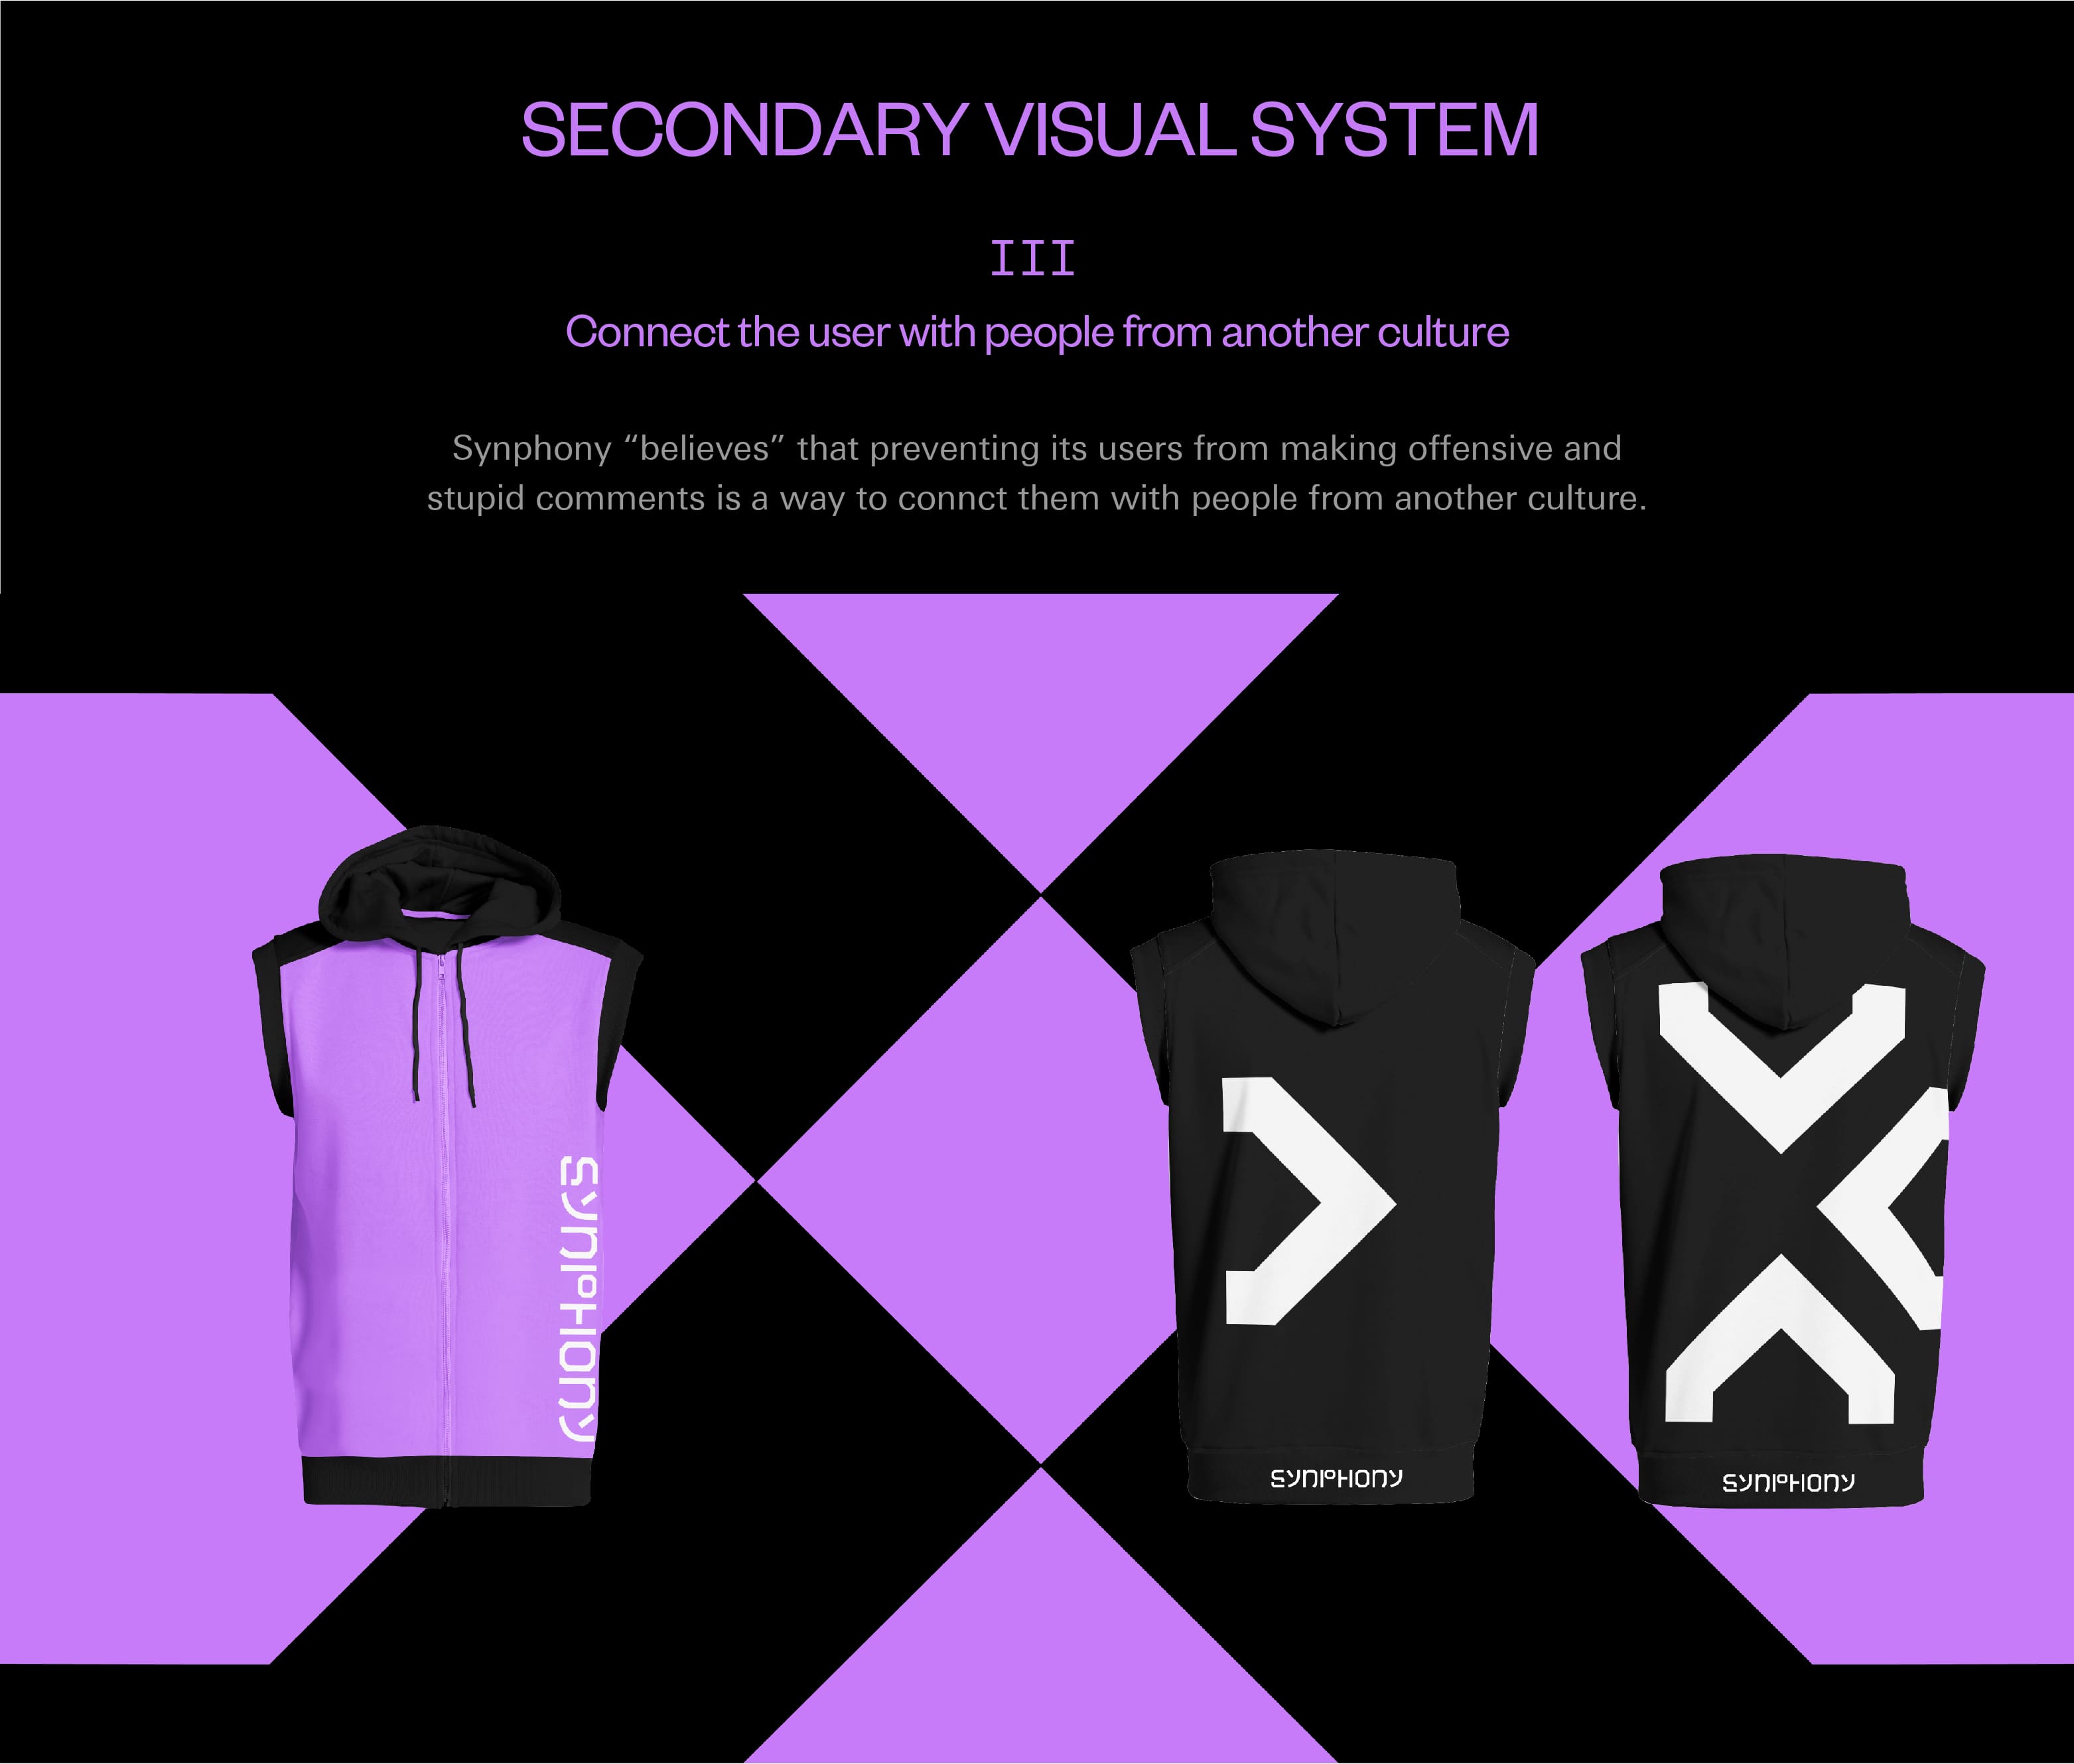 SECONDARY VISUAL SYSTEM
III
Connect the user with people from another culture
Synphony “believes” that preventing its users from making offensive and
stupid comments is a way to connct them with people from another culture.
SYNPHONY
SYNPHONY
SYNPHONY